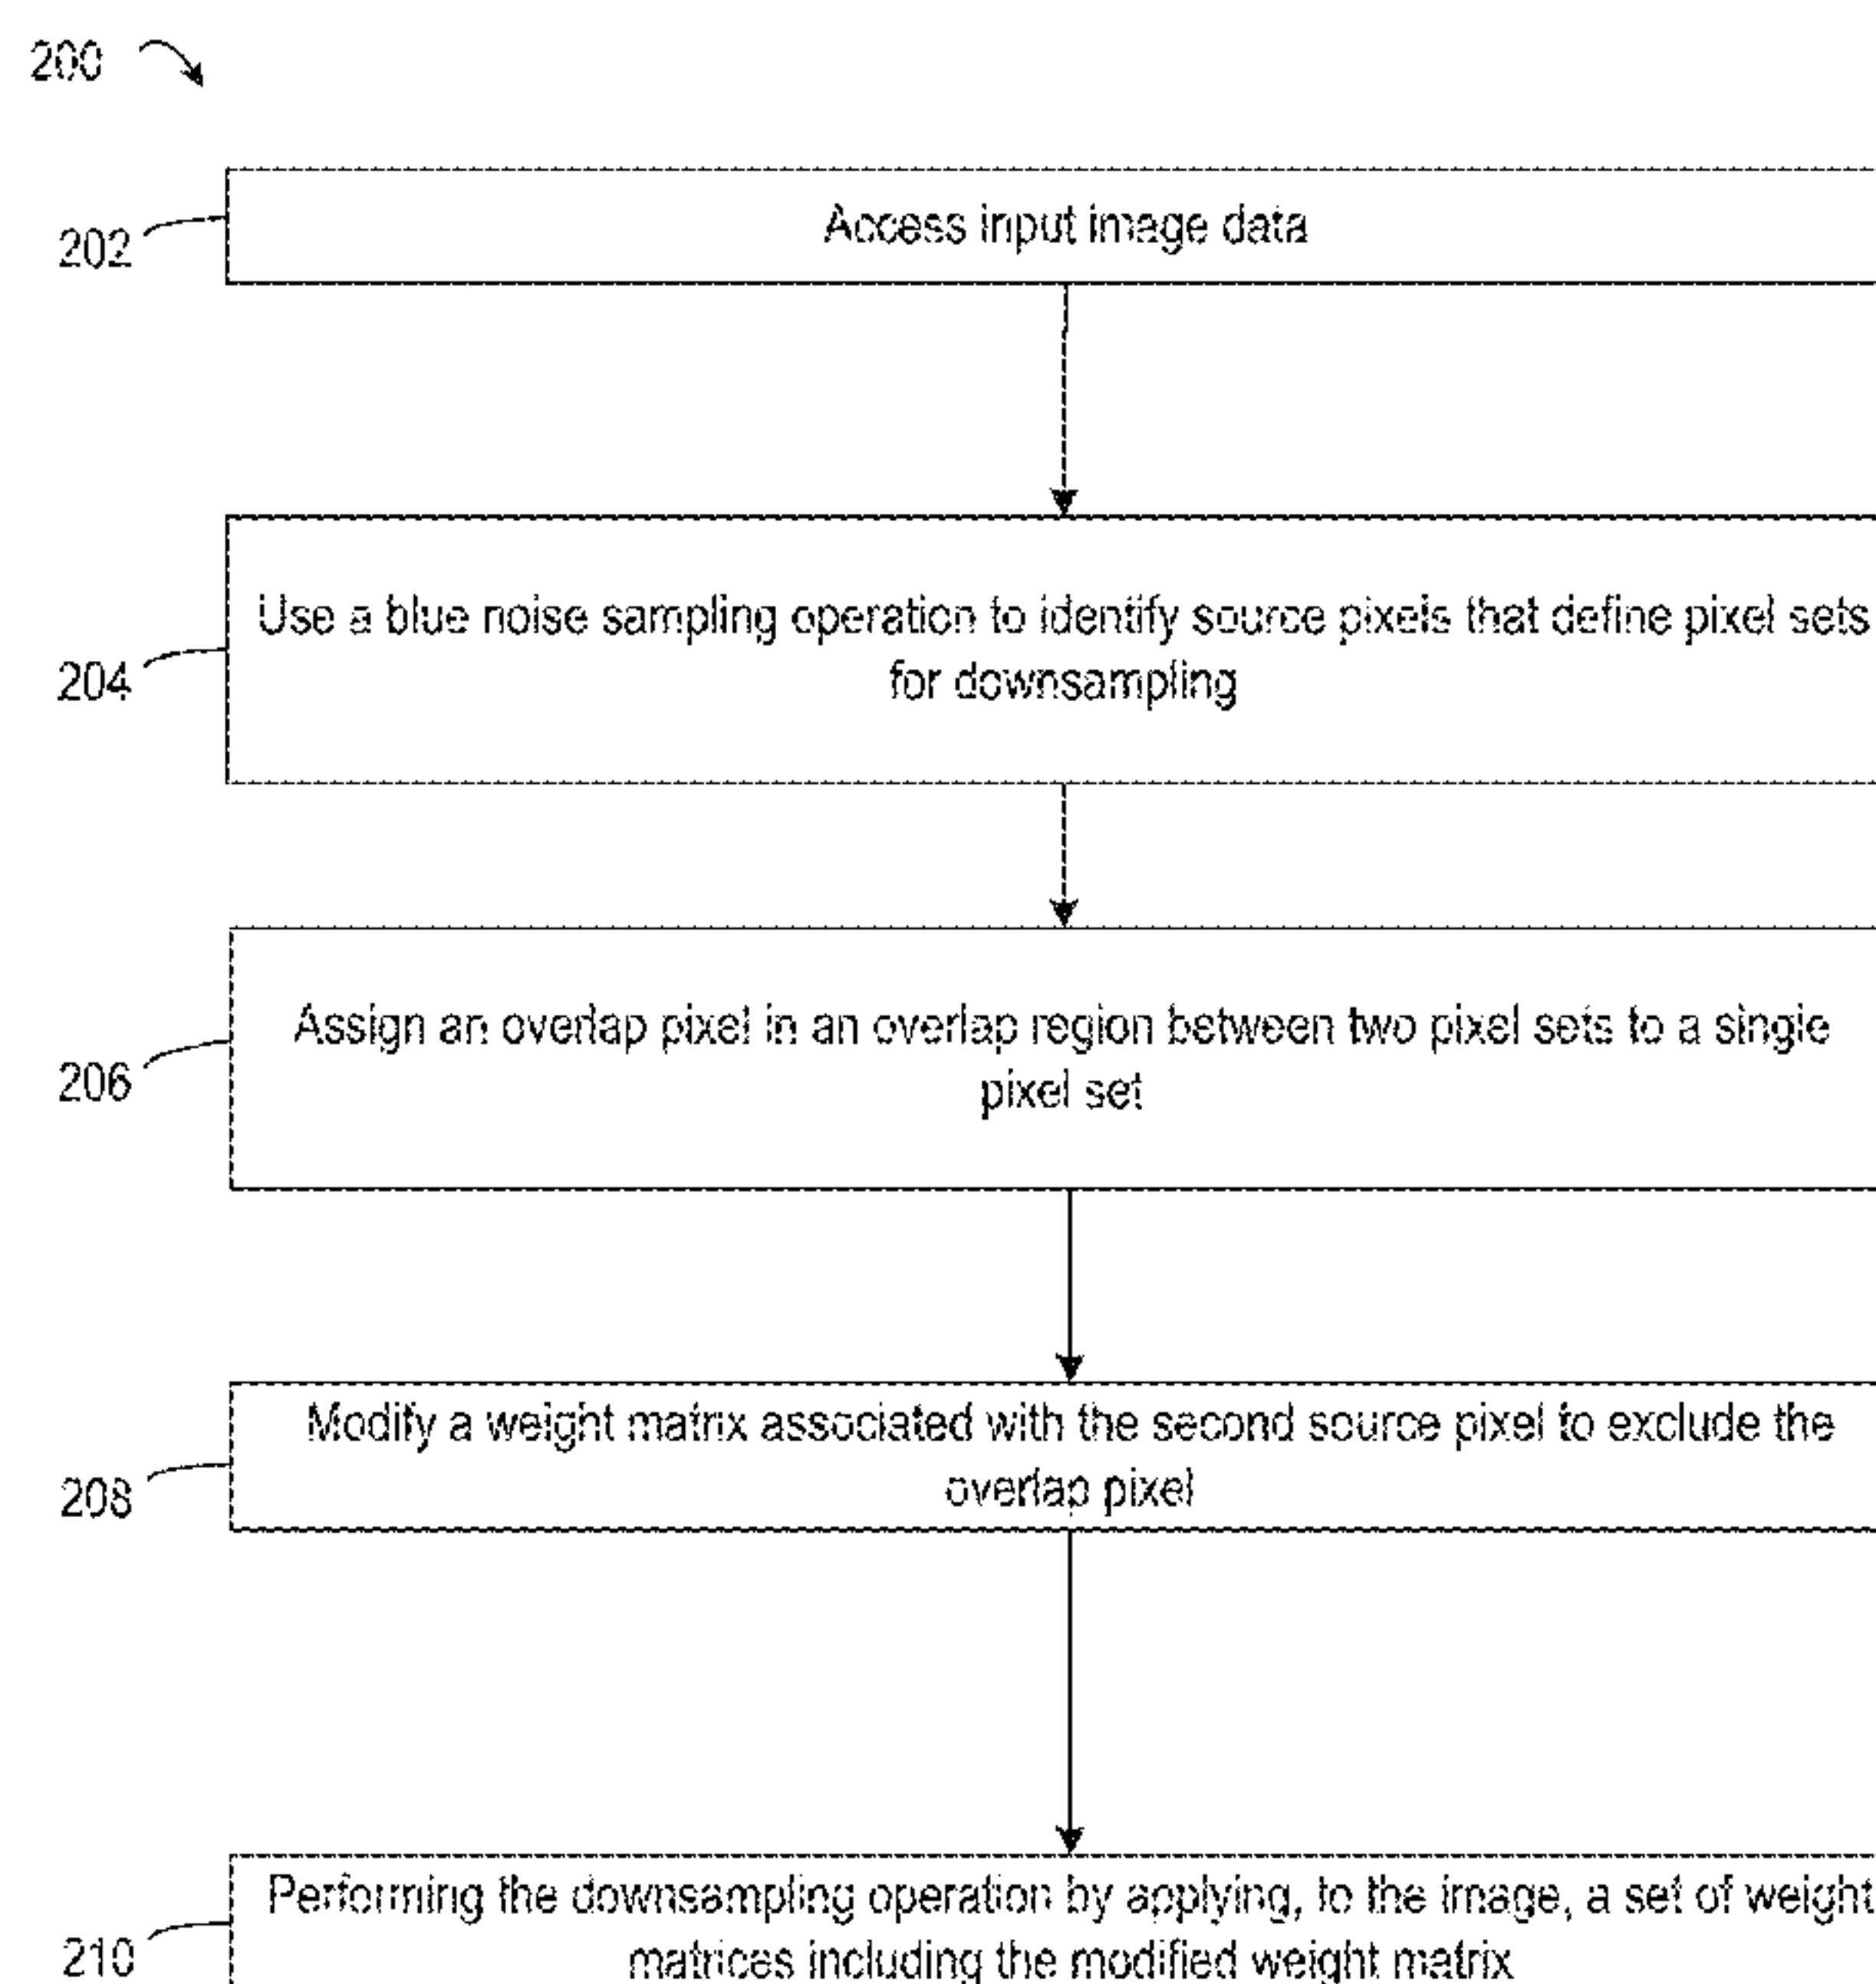 200
202
Access input image data
204
Use a blue noise sampling operation to identify source pixels that define pixel sets
for downsampling
206
Assign an overlap pixel in an overlap region between two pixel sets to a single
pixel set
208
Modify a weight matrix associated with the second source pixel to exclude the
overlap pixel
210
Performing the downsampling operation by applying, to the image, a set of weight
matrices including the modified weight matrix